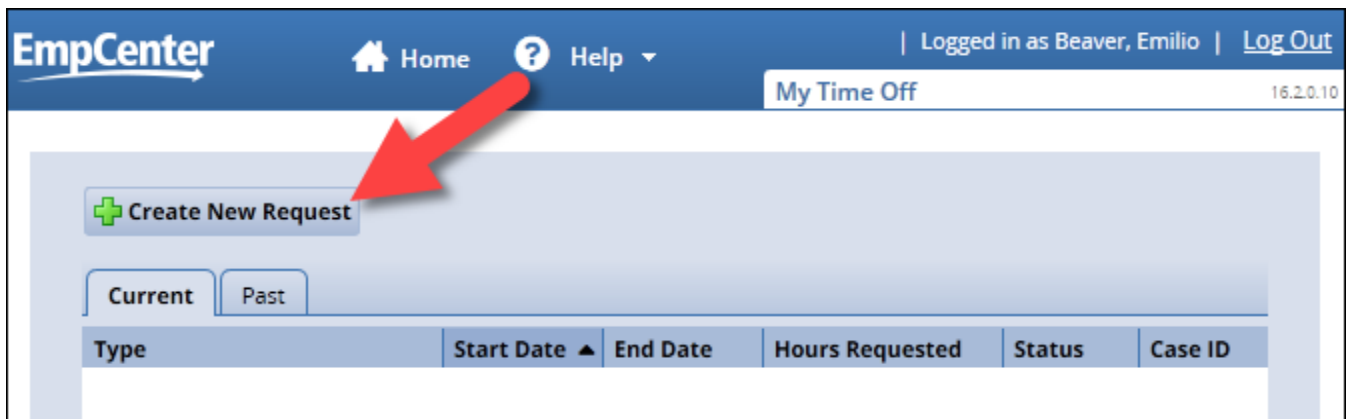 EmpCenter Home ? Help | Logged in as Beaver, Emilio | Log Out
My Time Off 16.2.0.10
Create New Request
Current Past
Type Start Date End Date Hours Requested Status Case ID